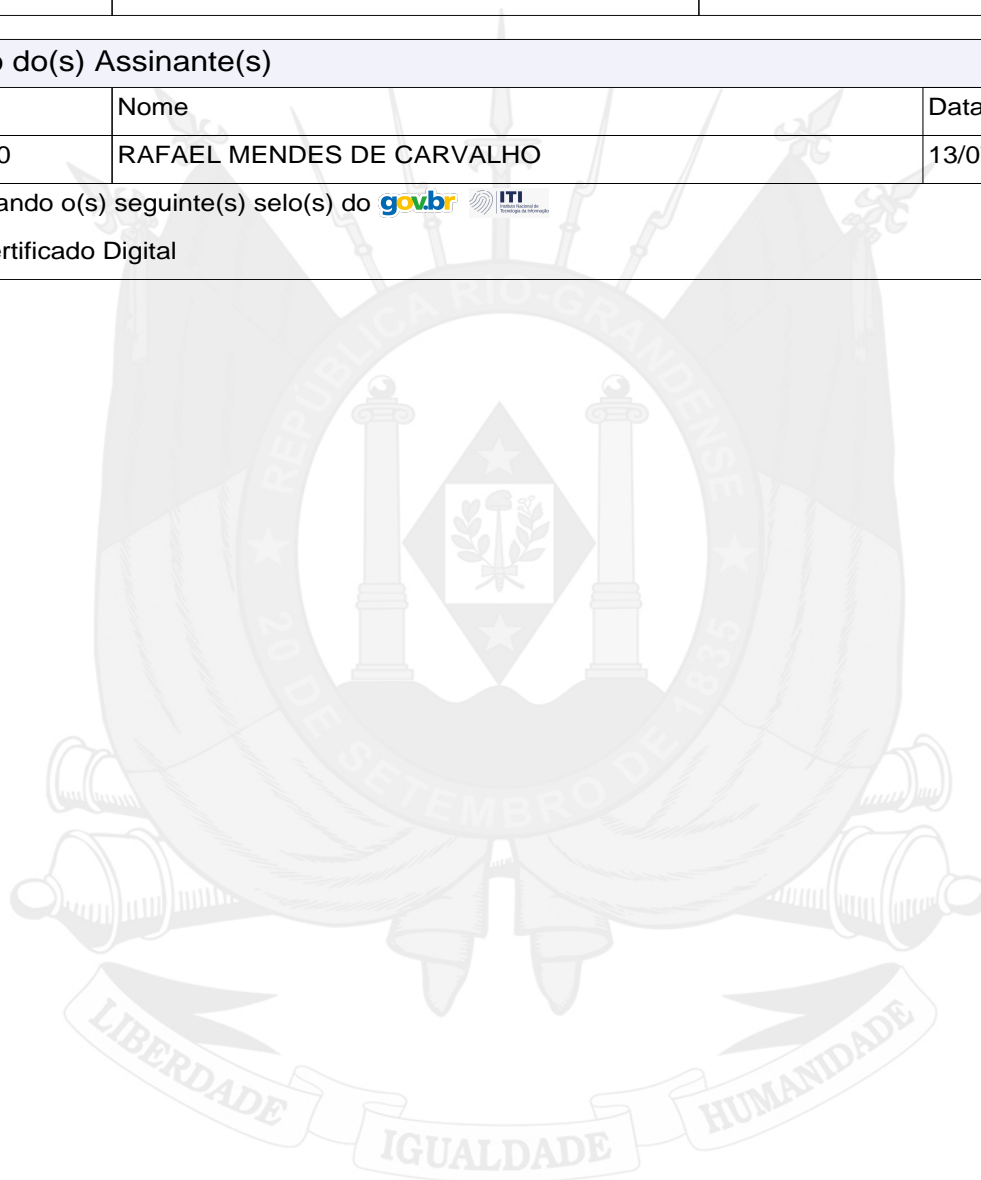 do(s) Assinante(s)
Nome Data
0 RAFAEL MENDES DE CARVALHO 13/0
ando o(s) seguinte(s) selo(s) do gov.br ITI
rtificado Digital
REPÚBLICA RIO-GRANDENSE
20 DE SETEMBRO DE 1835
LIBERDADE
IGUALDADE
HUMANIDADE